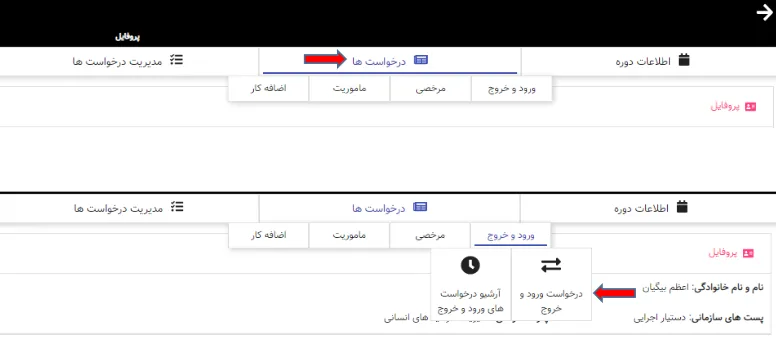 پروفایل
اطلاعات دوره
درخواست ها
مدیریت درخواست ها
ورود و خروج
مرخصی
ماموریت
اضافه کار
پروفایل
اطلاعات دوره
درخواست ها
مدیریت درخواست ها
ورود و خروج
مرخصی
ماموریت
اضافه کار
پروفایل
درخواست ورود و
خروج
آرشیو درخواست
های ورود و خروج
نام و نام خانوادگی: اعظم بیگیان
پست های سازمانی: دستیار اجرایی
های انسانی